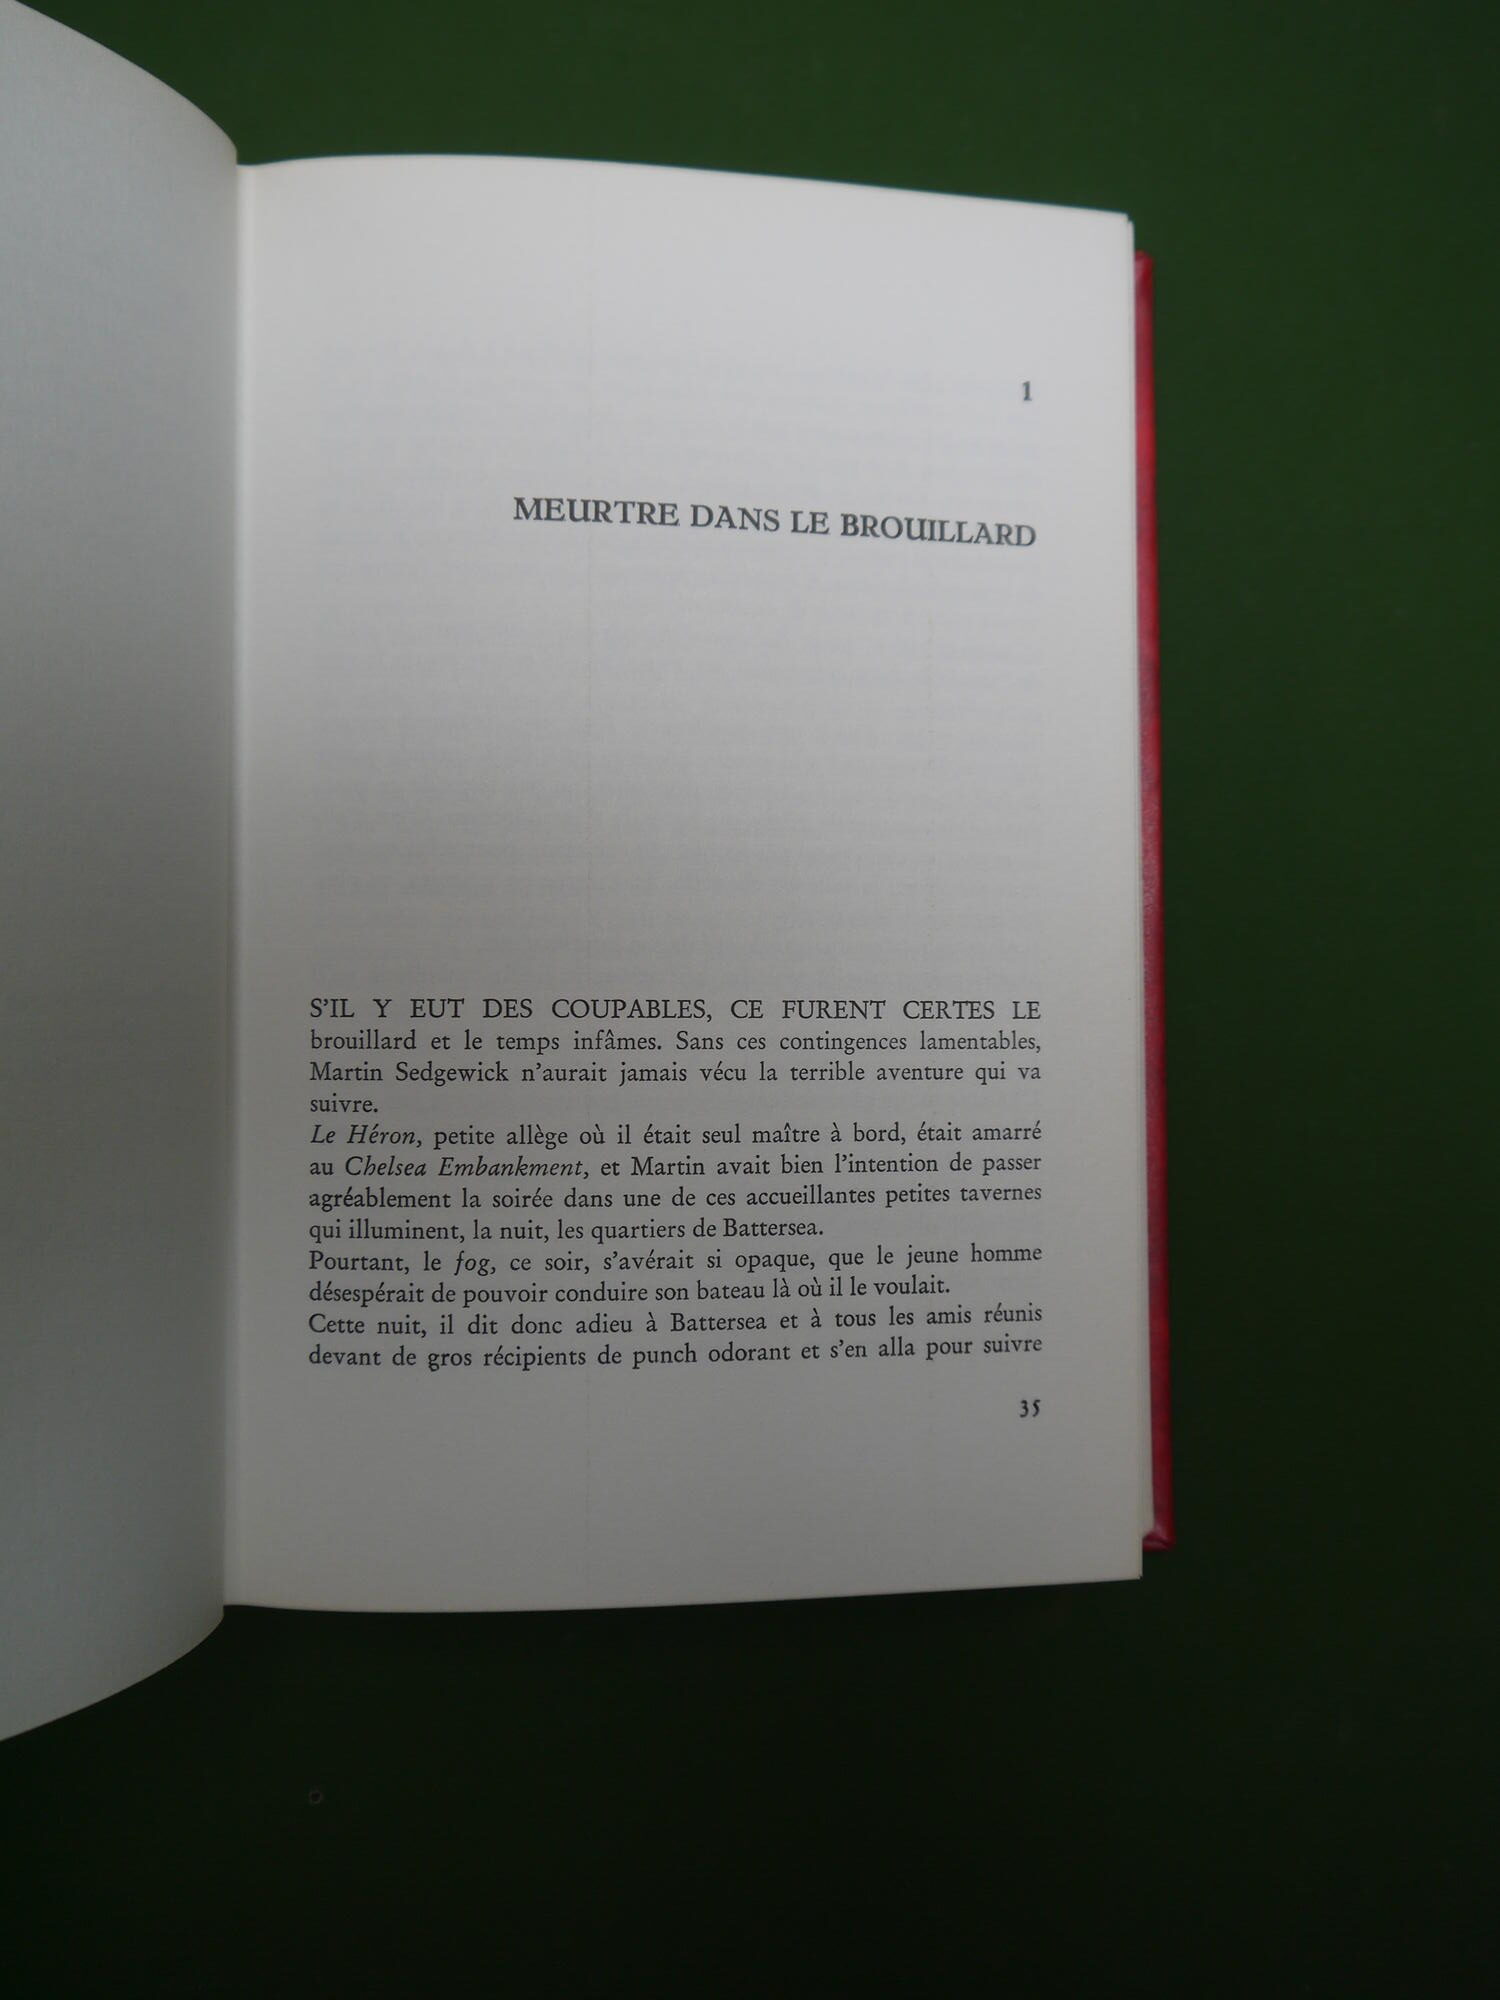 1
MEURTRE DANS LE BROUILLARD
S'IL Y EUT DES COUPABLES, CE FURENT CERTES LE
brouillard et le temps infâmes. Sans ces contingences lamentables,
Martin Sedgewick n'aurait jamais vécu la terrible aventure qui va
suivre.
Le Héron, petite allège où il était seul maître à bord, était amarré
au Chelsea Embankment, et Martin avait bien l'intention de passer
agréablement la soirée dans une de ces accueillantes petites tavernes
qui illuminent, la nuit, les quartiers de Battersea.
Pourtant, le fog, ce soir, s'avérait si opaque, que le jeune homme
désespérait de pouvoir conduire son bateau là où il le voulait.
Cette nuit, il dit donc adieu à Battersea et à tous les amis réunis
devant de gros récipients de punch odorant et s'en alla pour suivre
35